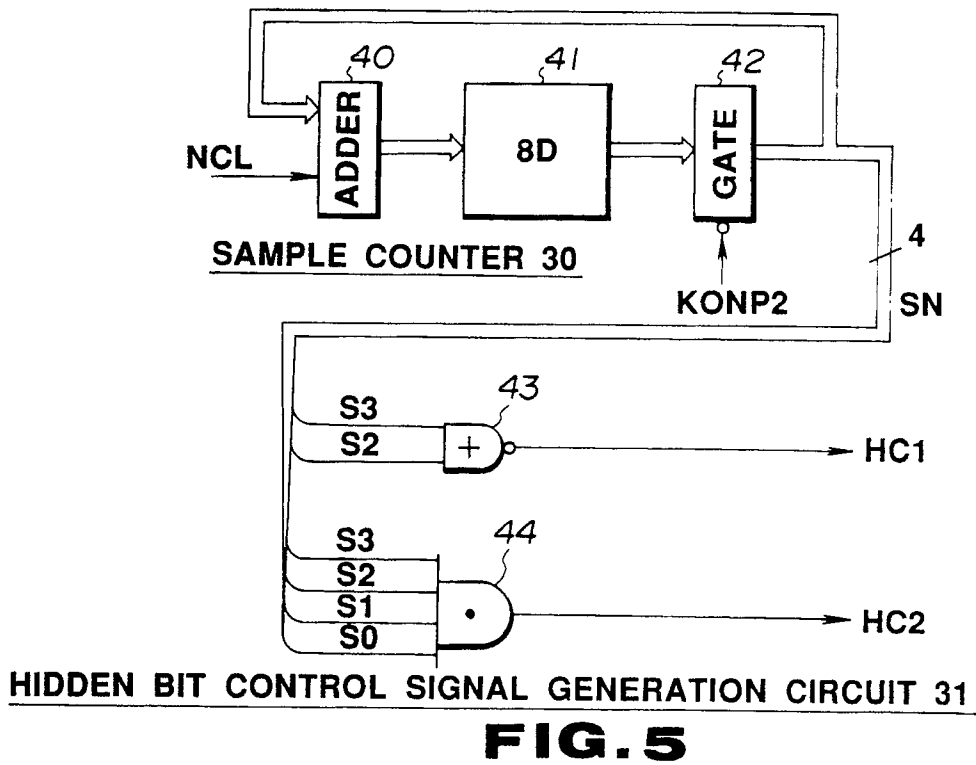 40
41
42
NCL
ADDER
8D
GATE
SAMPLE COUNTER 30
KONP2
4
SN
43
S3
S2
+
HC1
44
S3
S2
S1
S0
•
HC2
HIDDEN BIT CONTROL SIGNAL GENERATION CIRCUIT 31
FIG.5